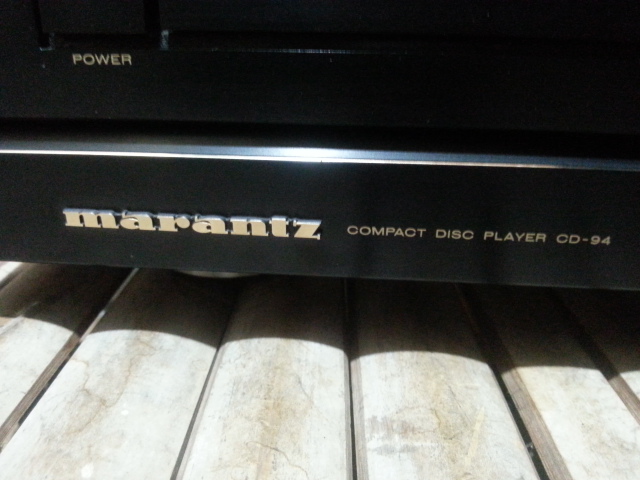 POWER
marantz COMPACT DISC PLAYER CD-94